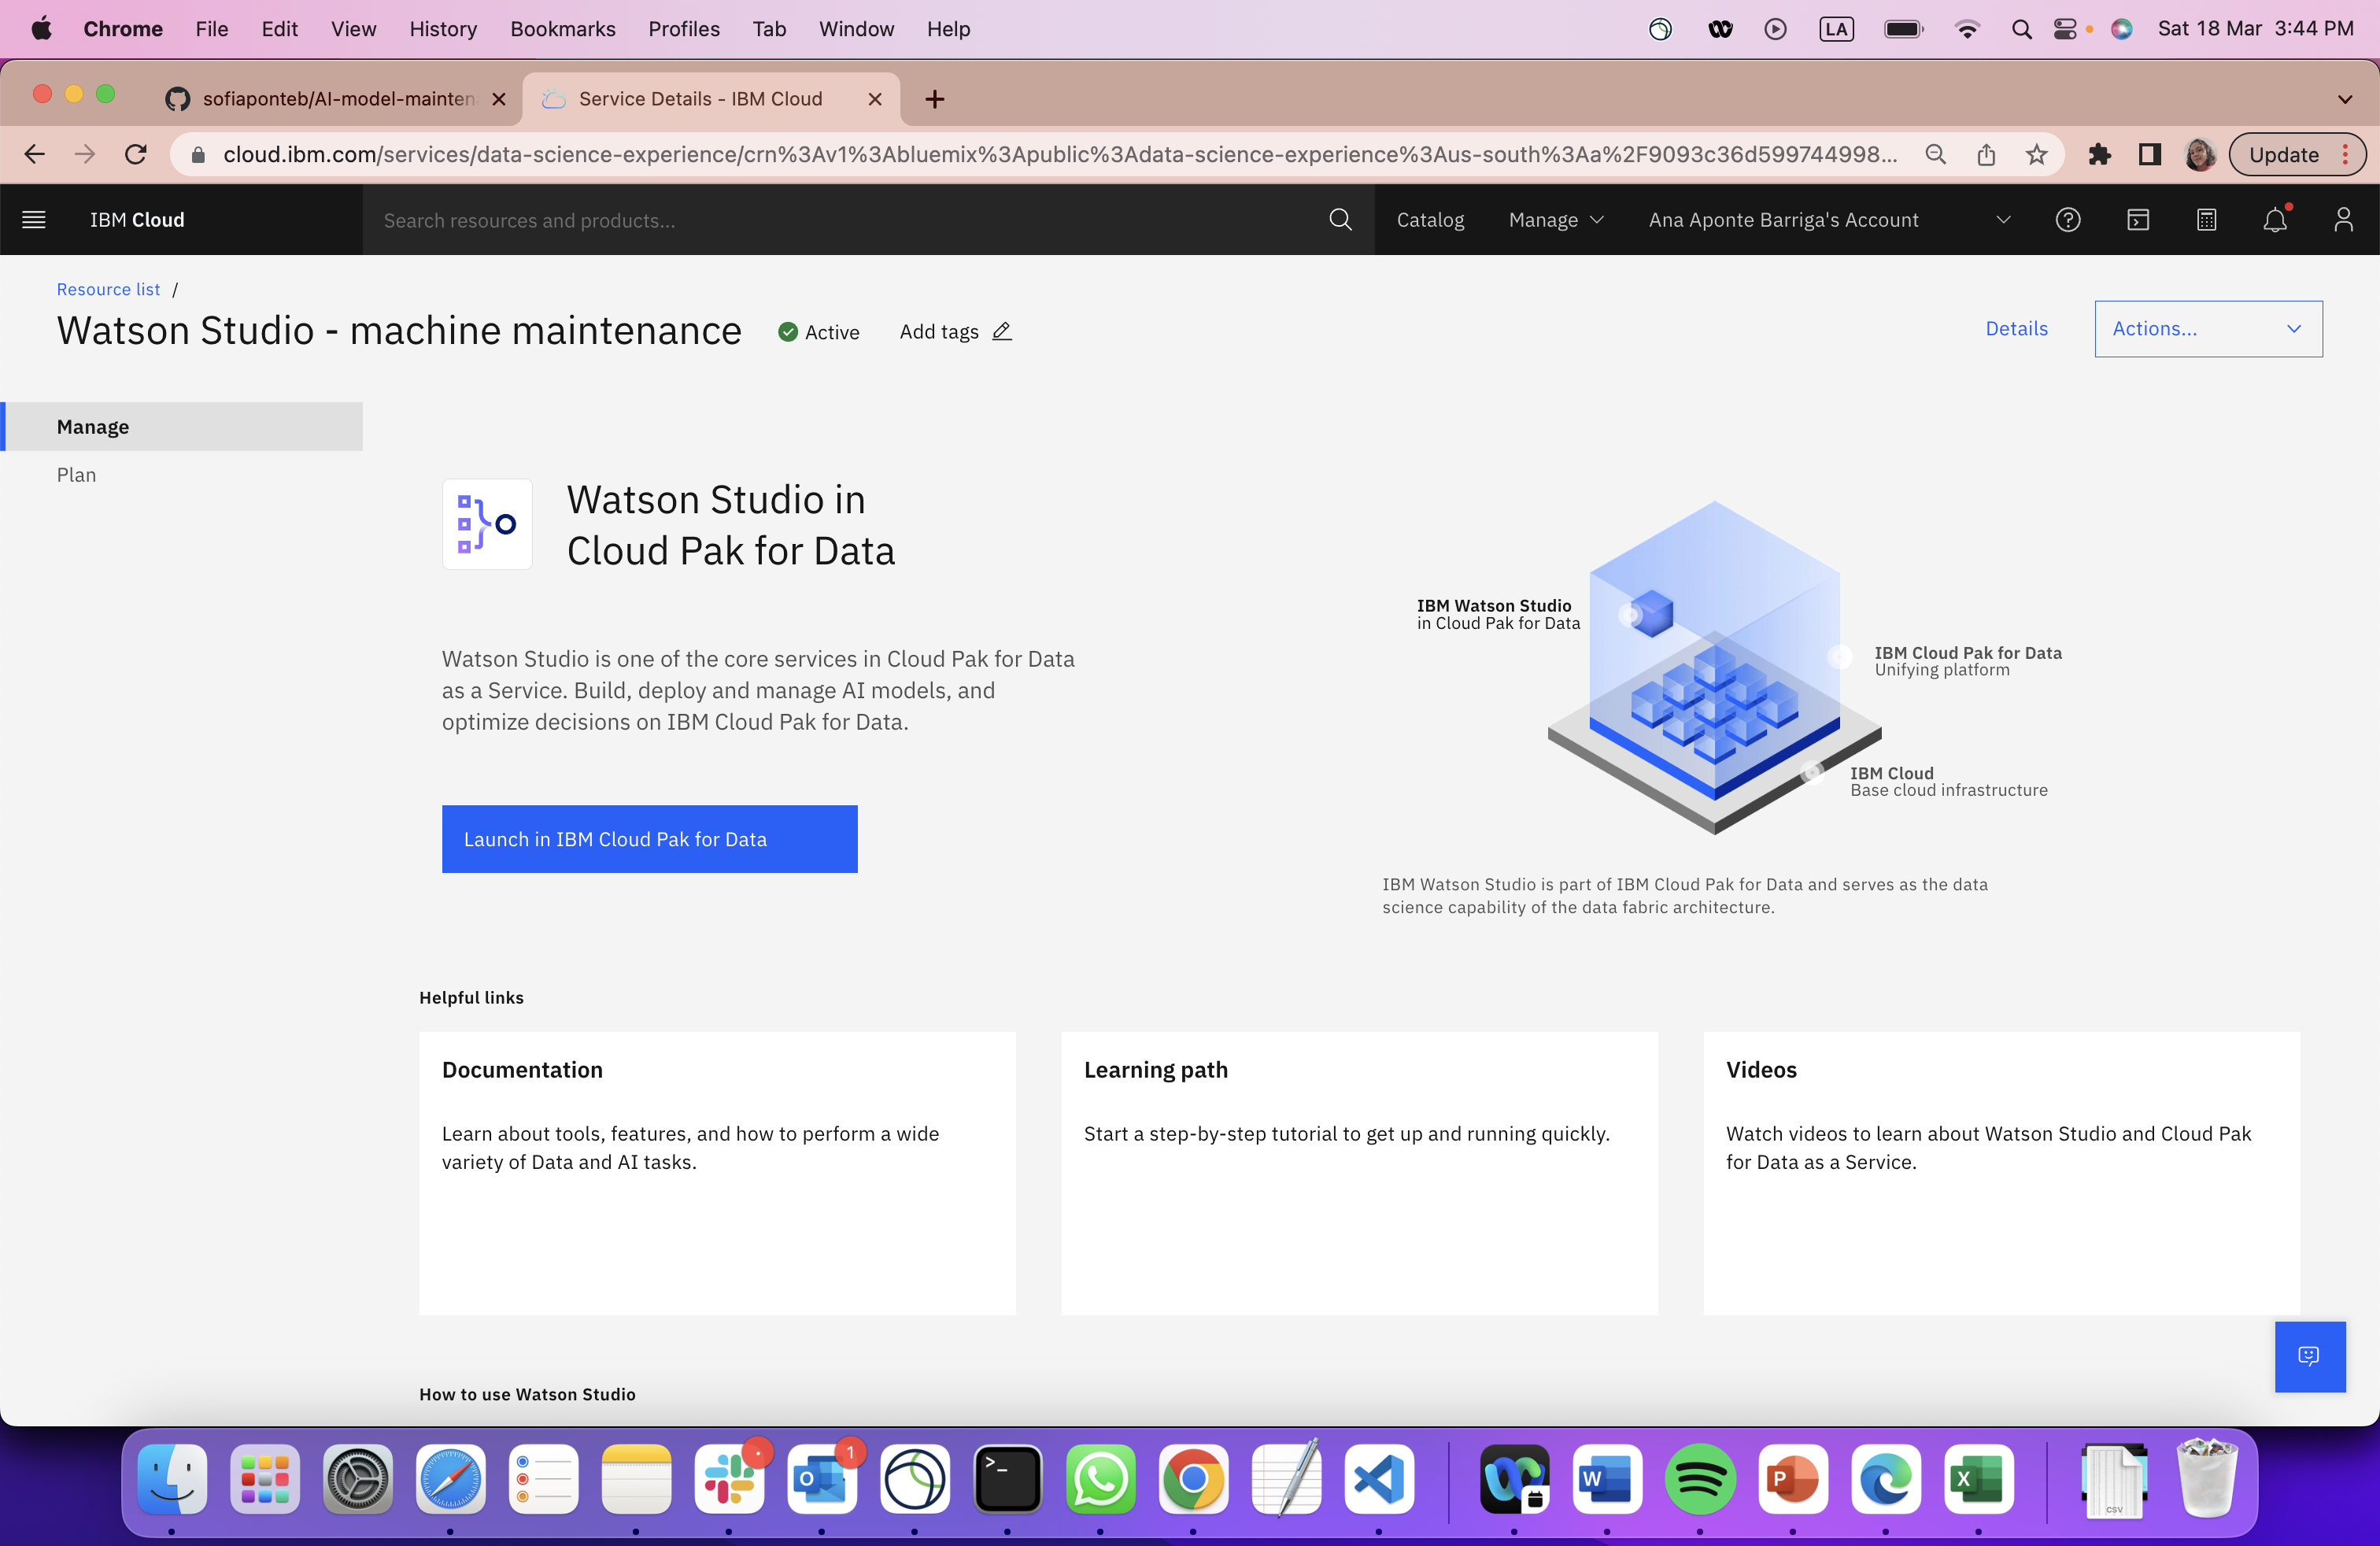 Chrome File Edit View History Bookmarks Profiles Tab Window Help LA Sat 18 Mar 3:44 PM
sofiaponteb/AI-model-mainten Service Details - IBM Cloud
cloud.ibm.com/services/data-science-experience/crn%3Av1%3Abluemix%3Apublic%3Adata-science-experience%3Aus-south%3Aa%2F9093c36d599744998... Update
IBM Cloud Search resources and products... Catalog Manage Ana Aponte Barriga's Account
Resource list /
Watson Studio - machine maintenance Active Add tags Details Actions...
Manage
Plan
Watson Studio in
Cloud Pak for Data
Watson Studio is one of the core services in Cloud Pak for Data
as a Service. Build, deploy and manage AI models, and
optimize decisions on IBM Cloud Pak for Data.
Launch in IBM Cloud Pak for Data
IBM Watson Studio
in Cloud Pak for Data
IBM Cloud Pak for Data
Unifying platform
IBM Cloud
Base cloud infrastructure
IBM Watson Studio is part of IBM Cloud Pak for Data and serves as the data
science capability of the data fabric architecture.
Helpful links
Documentation
Learn about tools, features, and how to perform a wide
variety of Data and AI tasks.
Learning path
Start a step-by-step tutorial to get up and running quickly.
Videos
Watch videos to learn about Watson Studio and Cloud Pak
for Data as a Service.
How to use Watson Studio
1
O
>_
W
P
X
CSV